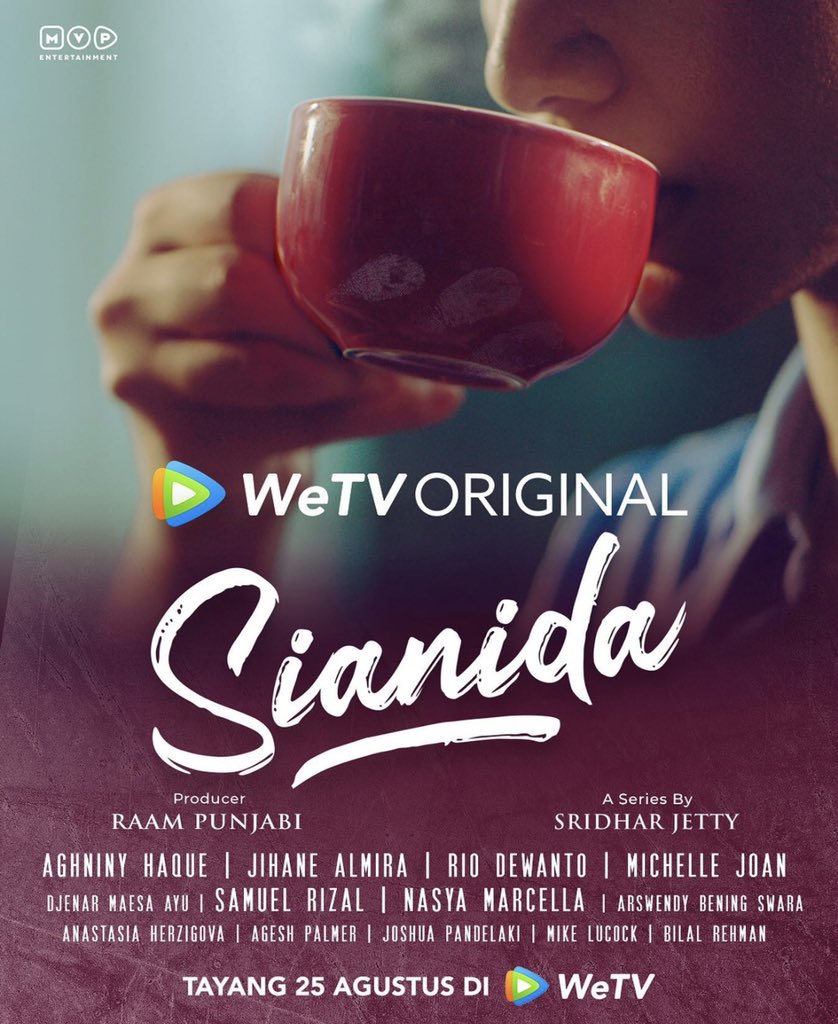 MVP
ENTERTAINMENT
WeTV ORIGINAL
Sianida
Producer
RAAM PUNJABI
A Series By
SRIDHAR JETTY
AGHNINY HAQUE | JIHANE ALMIRA | RIO DEWANTO | MICHELLE JOAN
DJENAR MAESA AYU | SAMUEL RIZAL | NASYA MARCELLA | ARSWENDY BENING SWARA
ANASTASIA HERZIGOVA | AGESH PALMER | JOSHUA PANDELAKI | MIKE LUCOCK | BILAL REHMAN
TAYANG 25 AGUSTUS DI WeTV